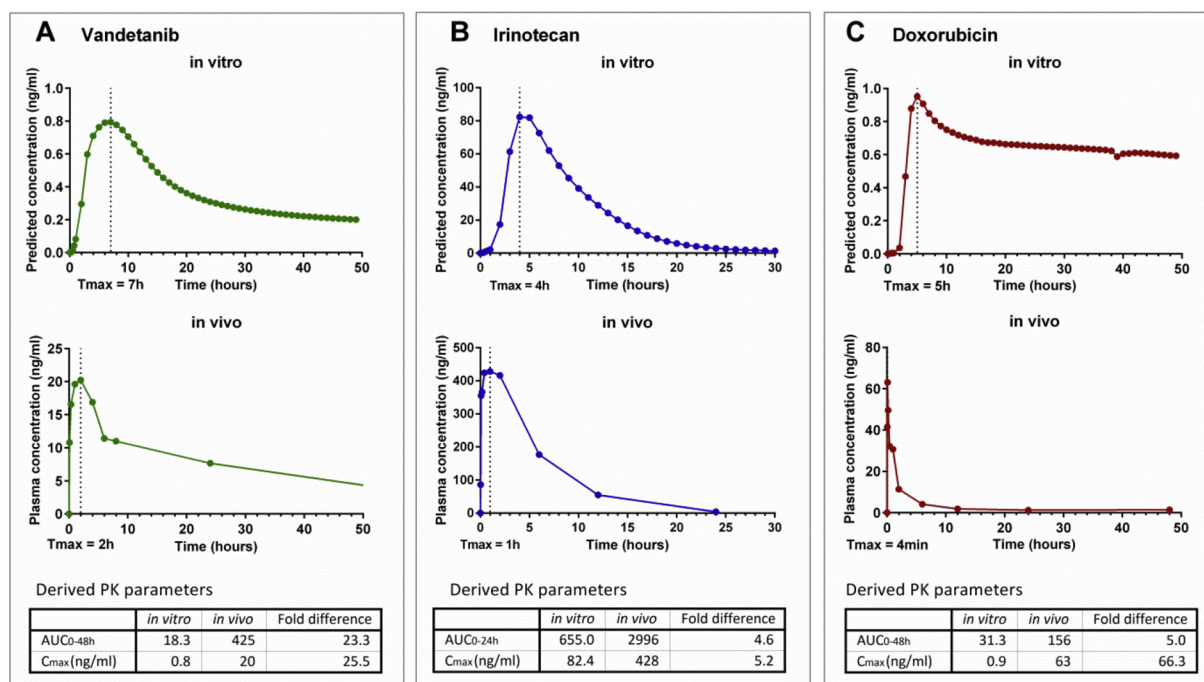 A Vandetanib
in vitro
Predicted concentration (ng/ml)
1.0
0.8
0.6
0.4
0.2
0.0
0 10 20 30 40 50
Tmax = 7h Time (hours)
in vivo
Plasma concentration (ng/ml)
25
20
15
10
5
0
0 10 20 30 40 50
Tmax = 2h Time (hours)
Derived PK parameters
in vitro in vivo Fold difference
AUC0-48h 18.3 425 23.3
Cmax (ng/ml) 0.8 20 25.5
B Irinotecan
in vitro
Predicted concentration (ng/ml)
100
80
60
40
20
0
0 5 10 15 20 25 30
Tmax = 4h Time (hours)
in vivo
Plasma concentration (ng/ml)
500
400
300
200
100
0
0 5 10 15 20 25 30
Tmax = 1h Time (hours)
Derived PK parameters
in vitro in vivo Fold difference
AUC0-24h 655.0 2996 4.6
Cmax (ng/ml) 82.4 428 5.2
C Doxorubicin
in vitro
Predicted concentration (ng/ml)
1.0
0.8
0.6
0.4
0.2
0.0
0 10 20 30 40 50
Tmax = 5h Time (hours)
in vivo
Plasma concentration (ng/ml)
80
60
40
20
0
0 10 20 30 40 50
Tmax = 4min Time (hours)
Derived PK parameters
in vitro in vivo Fold difference
AUC0-48h 31.3 156 5.0
Cmax (ng/ml) 0.9 63 66.3